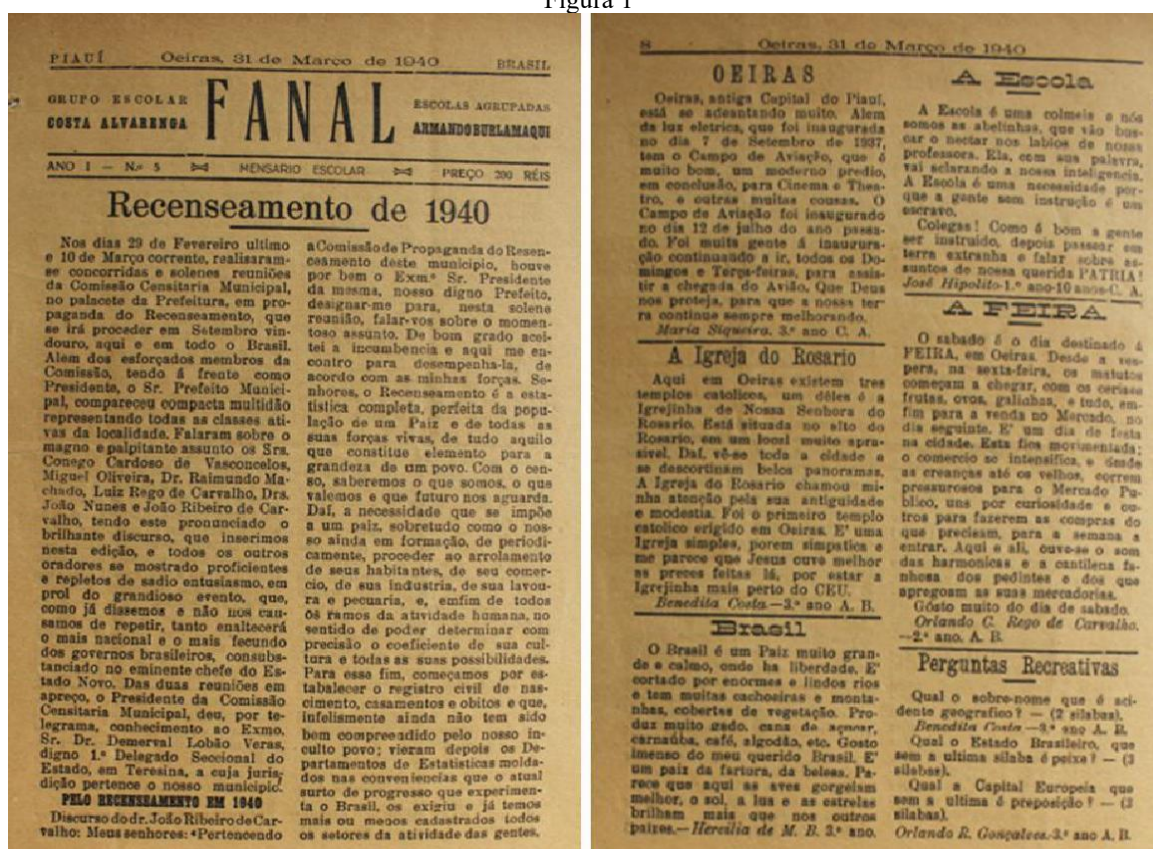 Figura 1
PIAUÍ Oeiras, 31 de Março de 1940 BRASIL
GRUPO ESCOLAR
COSTA ALVARENGA
FANAL
ESCOLAS AGRUPADAS
ARMANDO BURLAMAQUI
ANO I — N.º 5 MENSARIO ESCOLAR PREÇO 200 RÉIS
Recenseamento de 1940
Nos dias 29 de Fevereiro ultimo
e 10 de Março corrente, realisaram-
se concorridas e solenes reuniões
da Comissão Censitaria Municipal,
no palacete da Prefeitura, em pro-
paganda do Recenseamento, que
se irá proceder em Setembro vin-
douro, aqui e em todo o Brasil.
Alem dos esforçados membros da
Comissão, tendo á frente como
Presidente, o Sr. Prefeito Munici-
pal, compareceu compacta multidão
representando todas as classes ati-
vas da localidade. Falaram sobre o
magno e palpitante assunto os Srs.
Conego Cardoso de Vasconcelos,
Miguel Oliveira, Dr. Raimundo Ma-
chado, Luiz Rego de Carvalho, Drs.
João Nunes e João Ribeiro de Car-
valho, tendo este pronunciado o
brilhante discurso, que inserimos
nesta edição, e todos os outros
oradores se mostrado proficientes
e repletos de sadio entusiasmo, em
prol do grandioso evento, que,
como já dissemos e não nos can-
samos de repetir, tanto enaltecerá
o mais nacional e o mais fecundo
dos governos brasileiros, consubs-
tanciado no eminente chefe do Es-
tado Novo. Das duas reuniões em
apreço, o Presidente da Comissão
Censitaria Municipal, deu, por te-
legrama, conhecimento ao Exmo.
Sr. Dr. Demerval Lobão Veras,
digno 1.º Delegado Seccional do
Estado, em Teresina, a cuja juris-
dição pertence o nosso municipio.
PELO RECENSEAMENTO EM 1940
Discurso do dr. João Ribeiro de Car-
valho: Meus senhores: «Pertencendo
a Comissão de Propaganda do Resen-
ceamento dêste municipio, houve
por bem o Exm.º Sr. Presidente
da mesma, nosso digno Prefeito,
designar-me para, nesta solene
reunião, falar-vos sobre o momen-
toso assunto. De bom grado acei-
tei a incumbencia e aqui me en-
contro para desempenha-la, de
acordo com as minhas forças. Se-
nhores, o Recenseamento é a esta-
tistica completa, perfeita da popu-
lação de um Paiz e de todas as
suas forças vivas, de tudo aquilo
que constitue elemento para a
grandeza de um povo. Com o cen-
so, saberemos o que somos, o que
valemos e que futuro nos aguarda.
Daí, a necessidade que se impõe
a um paiz, sobretudo como o nos-
so ainda em formação, de periodi-
camente, proceder ao arrolamento
de seus habitantes, de seu comer-
cio, de sua industria, de sua lavou-
ra e pecuaria, e, emfim de todos
os ramos da atividade humana, no
sentido de poder determinar com
precisão o coeficiente de sua cul-
tura e todas as suas possibilidades.
Para esse fim, começamos por es-
tabalecer o registro civil de nas-
cimento, casamentos e obitos e que,
infelismente ainda não tem sido
bem compreendido pelo nosso in-
culto povo; vieram depois os De-
partamentos de Estatisticas molda-
dos nas conveniencias que o atual
surto de progresso que experimen-
ta o Brasil, os exigiu e já temos
mais ou menos cadastrados todos
os setores da atividade das gentes.
8 Oeiras, 31 de Março de 1940
OEIRAS
Oeiras, antiga Capital do Piauí,
está se adeantando muito. Alem
da luz eletrica, que foi inaugurada
no dia 7 de Setembro de 1937,
tem o Campo de Aviação, que é
muito bom, um moderno predio,
em conclusão, para Cinema e Thea-
tro, e outras muitas cousas. O
Campo de Aviação foi inaugurado
no dia 12 de julho do ano passa-
do. Foi muita gente á inaugura-
ção continuando a ir, todos os Do-
mingos e Terça-feiras, para assis-
tir a chegada do Avião. Que Deus
nos proteja, para que a nossa ter-
ra continue sempre melhorando.
Maria Siqueira. 3.º ano C. A.
A Igreja do Rosario
Aqui em Oeiras existem tres
templos catolicos, um dêles é a
Igrejinha de Nossa Senhora do
Rosario. Está situada no alto do
Rosario, em um local muito apra-
sivel. Daí, vê-se toda a cidade e
se descortinam belos panoramas.
A Igreja do Rosario chamou mi-
nha atenção pela sua antiguidade
e modestia. Foi o primeiro templo
catolico erigido em Oeiras. E' uma
Igreja simples, porem simpatica e
me parece que Jesus ouve melhor
as preces feitas lá, por estar a
Igrejinha mais perto do CEU.
Benedita Costa—3.º ano A. B.
Brasil
O Brasil é um Paiz muito gran-
de e calmo, onde ha liberdade. E'
cortado por enormes e lindos rios
e tem muitas cachoeiras e monta-
nhas, cobertas de vegetação. Pro-
duz muito gado, cana de açucar,
carnaúba, café, algodão, etc. Gosto
imenso do meu querido Brasil. E'
um paiz da fartura, da belesa. Pa-
rece que aqui as aves gorgeiam
melhor, o sol, a lua e as estrelas
brilham mais que nos outros
paizes.—Hercilia de M. B. 3.º ano.
A Escola
A Escola é uma colmeia e nós
somos as abelinhas, que vão bus-
car o nectar nos labios de nossa
professora. Ela, com sua palavra,
vai aclarando a nossa inteligencia.
A Escola é uma necessidade por-
que a gente sem instrução é um
escravo.
Colegas! Como é bom a gente
ser instruido, depois passear em
terra extranha e falar sobre as-
suntos de nossa querida PATRIA!
José Hipolito-1.º ano-10 anos-C. A.
A FEIRA
O sabado é o dia destinado á
FEIRA, em Oeiras. Desde a ves-
pera, na sexta-feira, os matutos
começam a chegar, com os cerises
frutas, ovos, galinhas, e tudo, em-
fim para a venda no Mercado, no
dia seguinte. E' um dia de festa
na cidade. Esta fica movimentada;
o comercio se intensifica, e desde
as creanças até os velhos, correm
pressurosos para o Mercado Pu-
blico, uns por curiosidade e ou-
tros para fazerem as compras do
que precisam, para a semana a
entrar. Aqui e ali, ouve-se o som
das harmonicas e a cantilena fa-
nhosa dos pedintes e dos que
apregoam as suas mercadorias.
Gósto muito do dia de sabado.
Orlando G. Rego de Carvalho.
—2.º ano. A. B.
Perguntas Recreativas
Qual o sobre-nome que é aci-
dente geografico? — (2 silabas).
Benedita Costa —3.º ano A. B.
Qual o Estado Brasileiro, que
sem a ultima silaba é peixe? — (3
silabas).
Qual a Capital Europeia que
sem a ultima é preposição? — (3
silabas).
Orlando R. Gonçalves.3.º ano A. B.